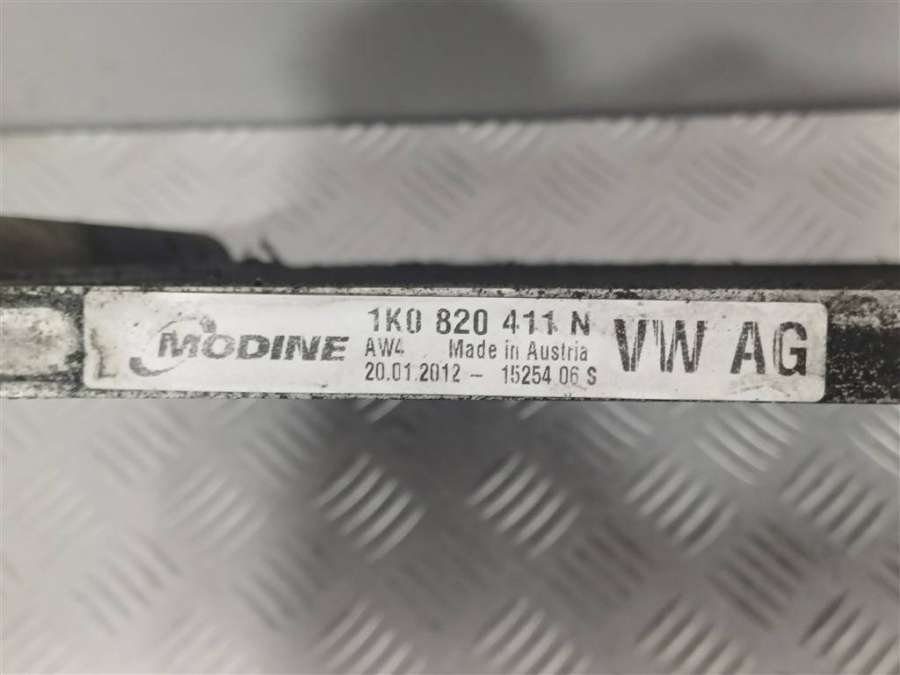 MODINE
1K0 820 411 N
AW4 Made in Austria
20.01.2012 - 15254 06 S
VW AG